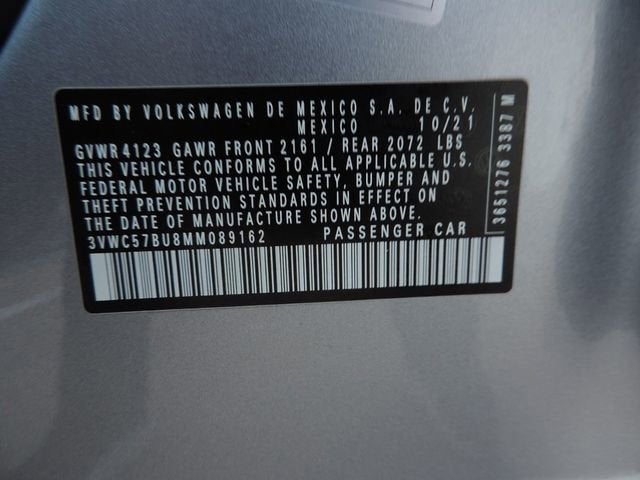 MFD BY VOLKSWAGEN DE MEXICO S.A. DE C.V.
MEXICO 10/21
GVWR 4123 GAWR FRONT 2161 / REAR 2072 LBS
THIS VEHICLE CONFORMS TO ALL APPLICABLE U.S.
FEDERAL MOTOR VEHICLE SAFETY, BUMPER AND
THEFT PREVENTION STANDARDS IN EFFECT ON
THE DATE OF MANUFACTURE SHOWN ABOVE.
3VWC57BU8MM089162 PASSENGER CAR
3651276 3387 M